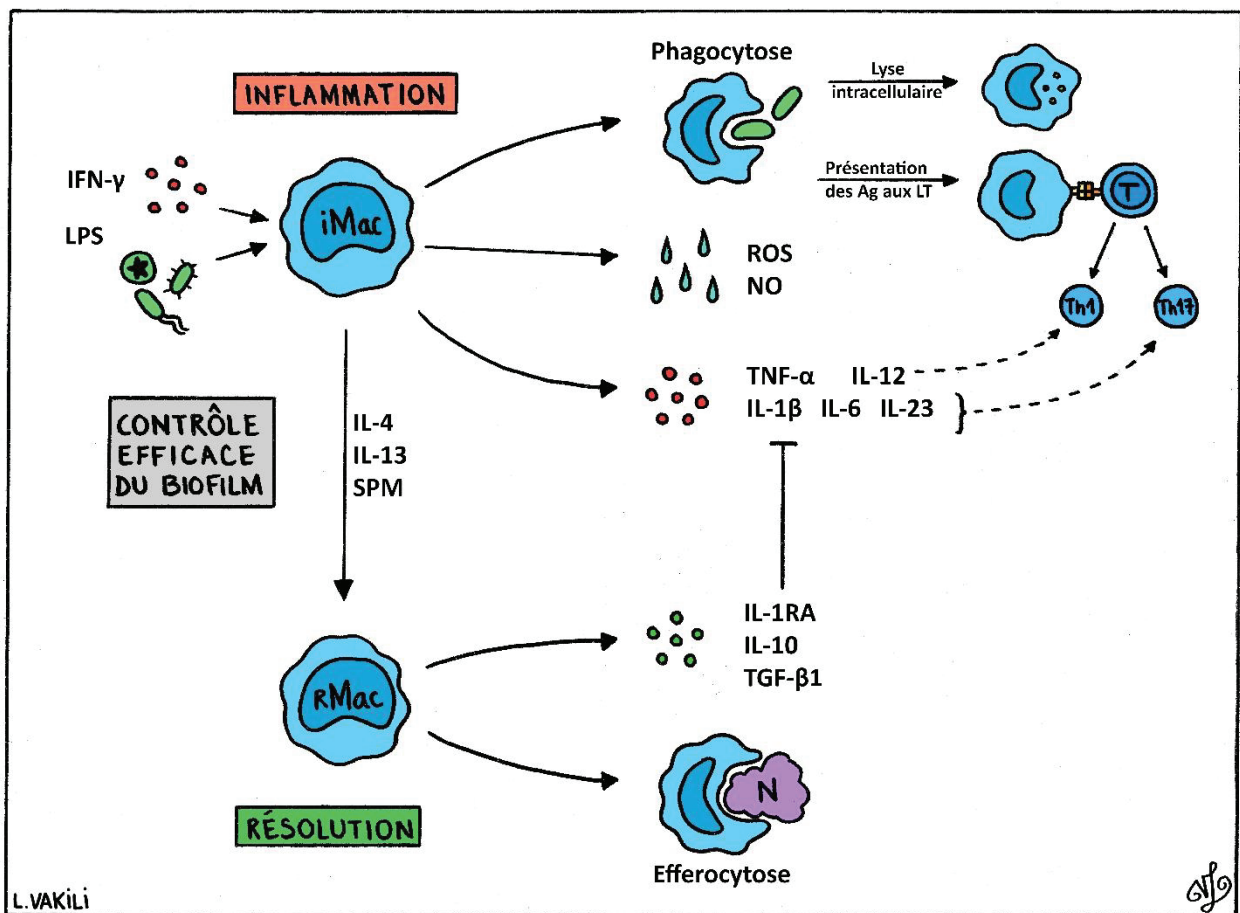 INFLAMMATION
IFN-γ
LPS
iMac
Phagocytose
Lyse
intracellulaire
Présentation
des Ag aux LT
T
ROS
NO
Th1
Th17
TNF-α IL-12
IL-1β IL-6 IL-23 }
CONTRÔLE
EFFICACE
DU BIOFILM
IL-4
IL-13
SPM
IL-1RA
IL-10
TGF-β1
RMac
N
RÉSOLUTION
Efferocytose
L.VAKiLi